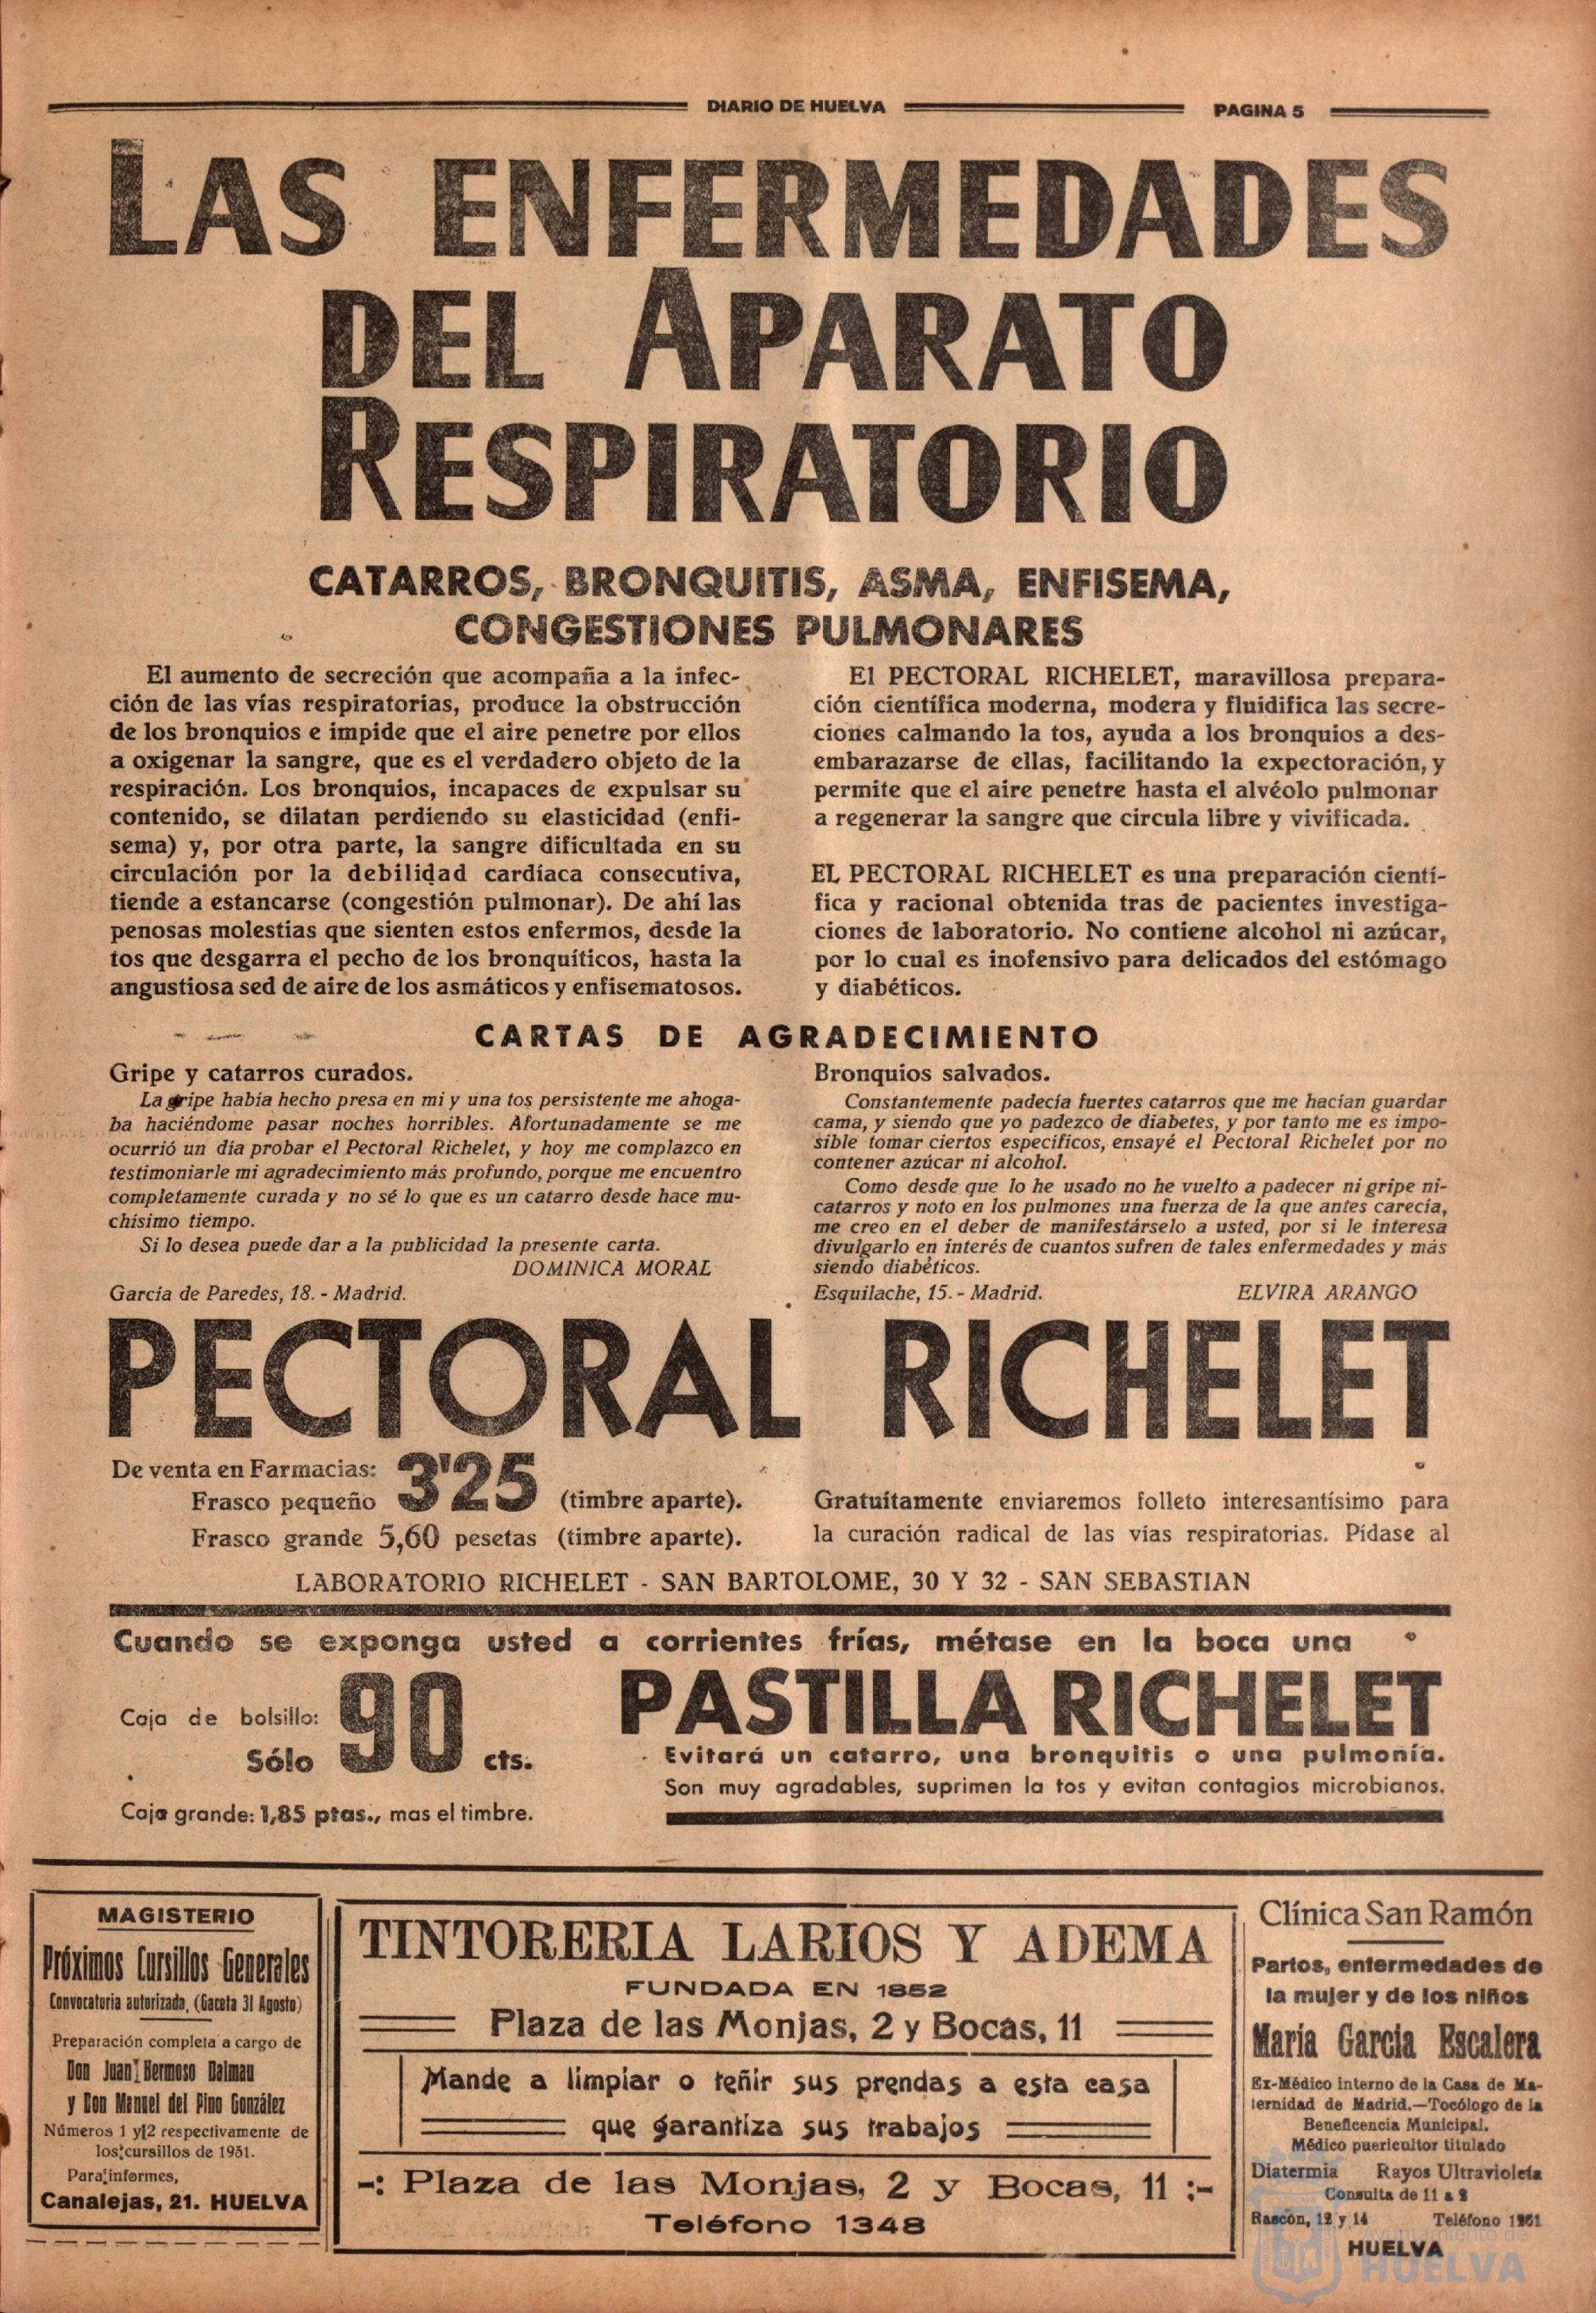 DIARIO DE HUELVA
PAGINA 5
LAS ENFERMEDADES
DEL APARATO
RESPIRATORIO
CATARROS, BRONQUITIS, ASMA, ENFISEMA,
CONGESTIONES PULMONARES
El aumento de secreción que acompaña a la infec-
ción de las vías respiratorias, produce la obstrucción
de los bronquios e impide que el aire penetre por ellos
a oxigenar la sangre, que es el verdadero objeto de la
respiración. Los bronquios, incapaces de expulsar su
contenido, se dilatan perdiendo su elasticidad (enfi-
sema) y, por otra parte, la sangre dificultada en su
circulación por la debilidad cardíaca consecutiva,
tiende a estancarse (congestión pulmonar). De ahí las
penosas molestias que sienten estos enfermos, desde la
tos que desgarra el pecho de los bronquíticos, hasta la
angustiosa sed de aire de los asmáticos y enfisematosos.
El PECTORAL RICHELET, maravillosa prepara-
ción científica moderna, modera y fluidifica las secre-
ciones calmando la tos, ayuda a los bronquios a des-
embarazarse de ellas, facilitando la expectoración, y
permite que el aire penetre hasta el alvéolo pulmonar
a regenerar la sangre que circula libre y vivificada.
EL PECTORAL RICHELET es una preparación cientí-
fica y racional obtenida tras de pacientes investiga-
ciones de laboratorio. No contiene alcohol ni azúcar,
por lo cual es inofensivo para delicados del estómago
y diabéticos.
CARTAS DE AGRADECIMIENTO
Gripe y catarros curados.
La gripe había hecho presa en mi y una tos persistente me ahoga-
ba haciéndome pasar noches horribles. Afortunadamente se me
ocurrió un día probar el Pectoral Richelet, y hoy me complazco en
testimoniarle mi agradecimiento más profundo, porque me encuentro
completamente curada y no sé lo que es un catarro desde hace mu-
chísimo tiempo.
Si lo desea puede dar a la publicidad la presente carta.
DOMINICA MORAL
García de Paredes, 18. - Madrid.
Bronquios salvados.
Constantemente padecía fuertes catarros que me hacían guardar
cama, y siendo que yo padezco de diabetes, y por tanto me es impo-
sible tomar ciertos específicos, ensayé el Pectoral Richelet por no
contener azúcar ni alcohol.
Como desde que lo he usado no he vuelto a padecer ni gripe ni-
catarros y noto en los pulmones una fuerza de la que antes carecía,
me creo en el deber de manifestárselo a usted, por si le interesa
divulgarlo en interés de cuantos sufren de tales enfermedades y más
siendo diabéticos.
Esquilache, 15. - Madrid. ELVIRA ARANGO
PECTORAL RICHELET
De venta en Farmacias:
Frasco pequeño 3'25 (timbre aparte).
Frasco grande 5,60 pesetas (timbre aparte).
Gratuitamente enviaremos folleto interesantísimo para
la curación radical de las vías respiratorias. Pídase al
LABORATORIO RICHELET - SAN BARTOLOME, 30 Y 32 - SAN SEBASTIAN
Cuando se exponga usted a corrientes frías, métase en la boca una
Caja de bolsillo:
Sólo 90 cts.
Caja grande: 1,85 ptas., mas el timbre.
PASTILLA RICHELET
Evitará un catarro, una bronquitis o una pulmonía.
Son muy agradables, suprimen la tos y evitan contagios microbianos.
MAGISTERIO
Próximos Cursillos Generales
Convocatoria autorizada, (Gaceta 31 Agosto)
Preparación completa a cargo de
Don Juan Hermoso Dalman
y Don Manuel del Pino González
Números 1 y 2 respectivamente de
los cursillos de 1931.
Para informes,
Canalejas, 21. HUELVA
TINTORERIA LARIOS Y ADEMA
FUNDADA EN 1852
Plaza de las Monjas, 2 y Bocas, 11
Mande a limpiar o teñir sus prendas a esta casa
que garantiza sus trabajos
-: Plaza de las Monjas, 2 y Bocas, 11 :-
Teléfono 1348
Clínica San Ramón
Partos, enfermedades de
la mujer y de los niños
María García Escalera
Ex-Médico interno de la Casa de Ma-
ternidad de Madrid.—Tocólogo de la
Beneficencia Municipal.
Médico puericultor titulado
Diatermia Rayos Ultravioleta
Consulta de 11 a 2
Rascón, 12 y 14 Teléfono 1261
HUELVA
Ayuntamiento de
HUELVA